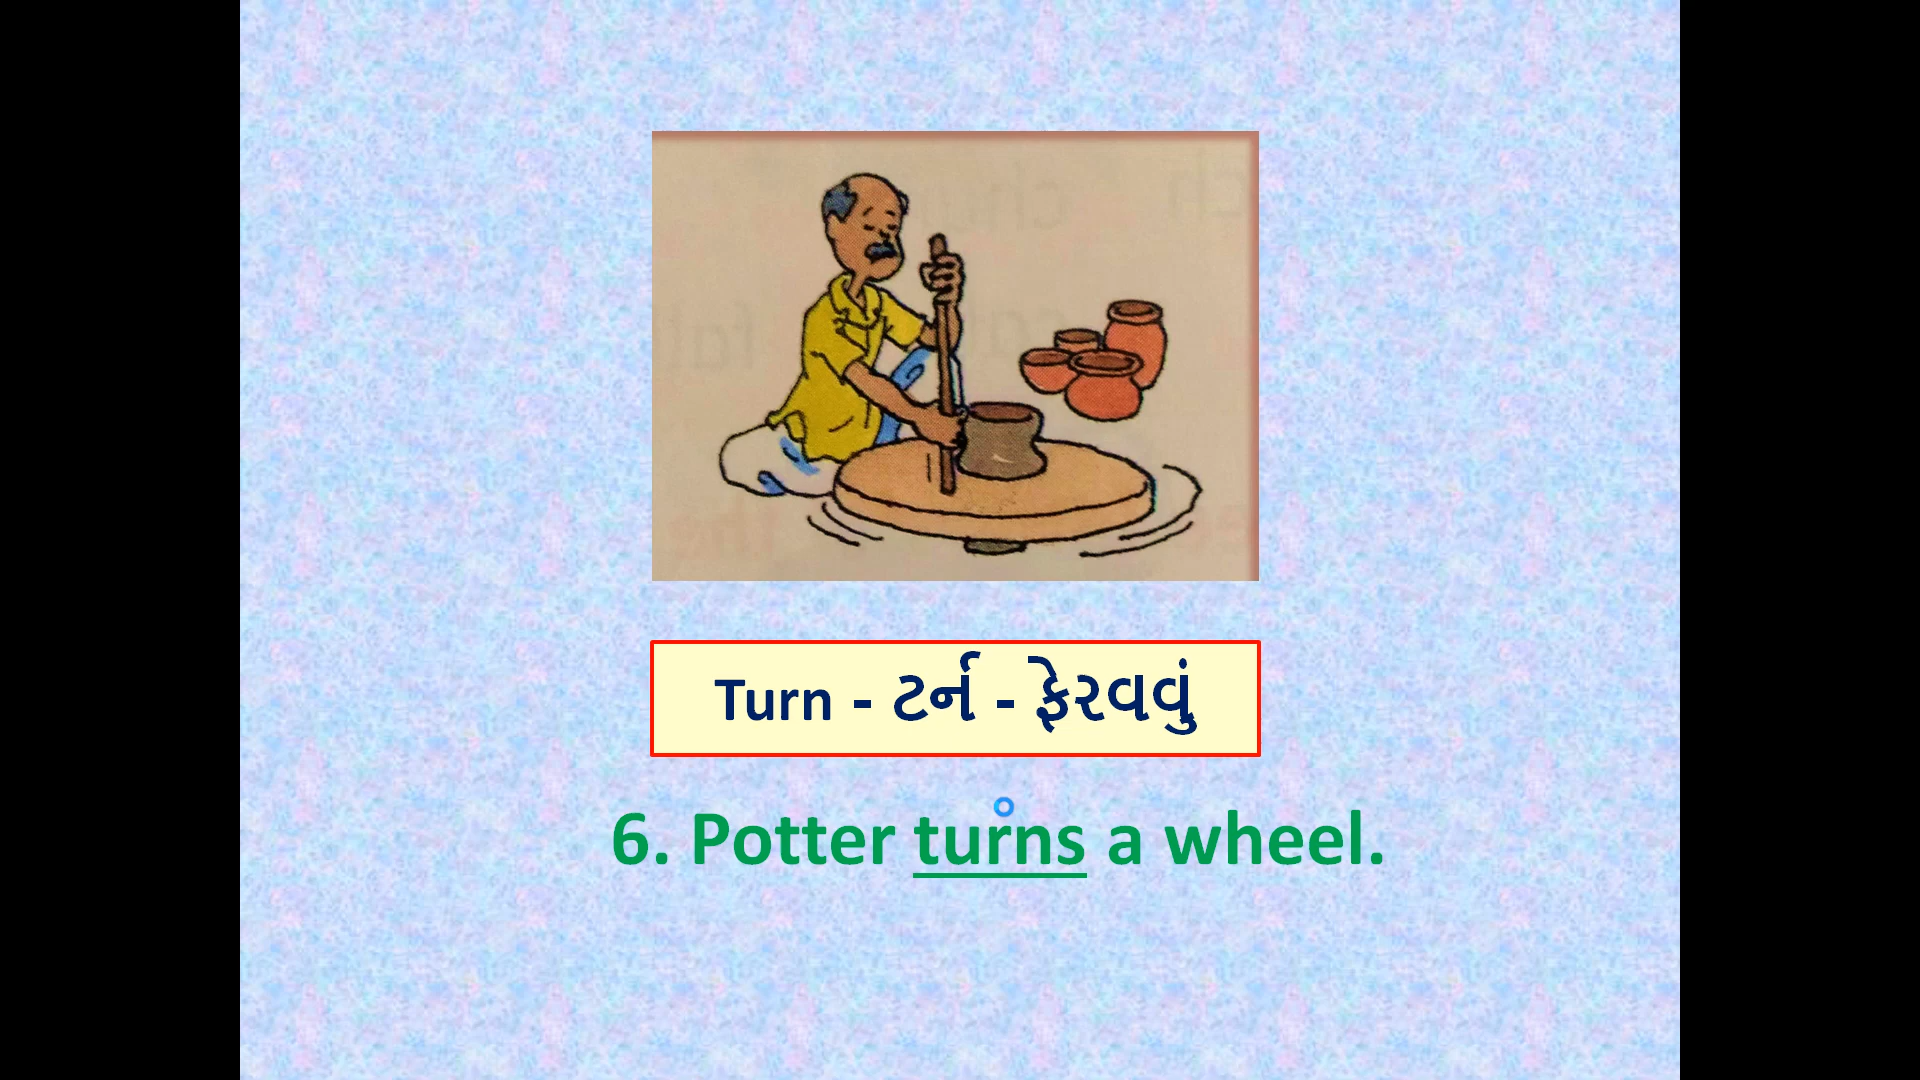 Turn - ટર્ન - ફેરવવું
6. Potter turns a wheel.